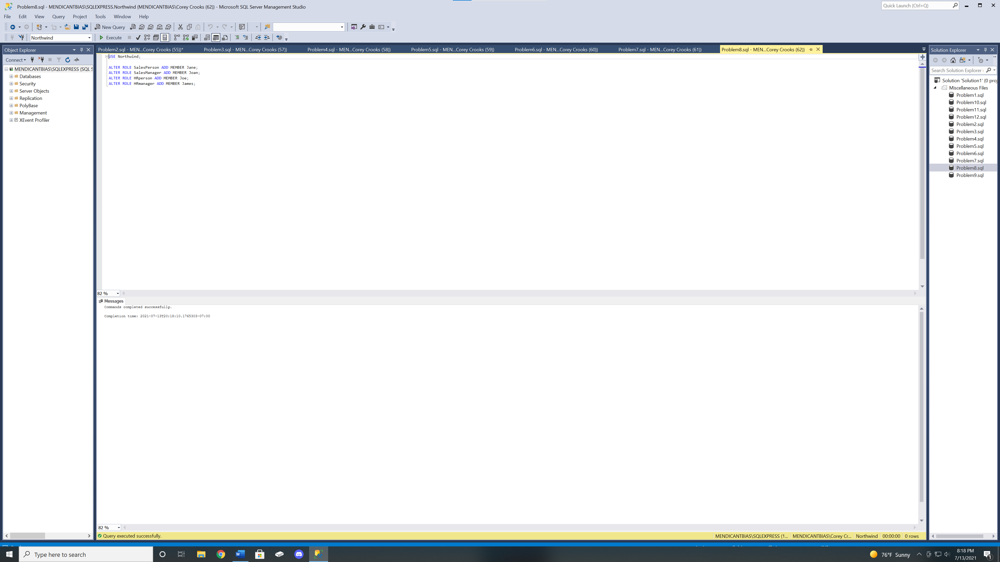 Problem8.sql - MENDICANTBIAS\SQLEXPRESS.Northwind (MENDICANTBIAS\Corey Crooks (62)) - Microsoft SQL Server Management Studio
Quick Launch (Ctrl+Q)
File Edit View Query Project Tools Window Help
New Query
MDX DMX XMLA DAX
Northwind
Execute
Object Explorer
Problem2.sql - MEN...Corey Crooks (55))*
Problem3.sql - MEN...Corey Crooks (57))
Problem4.sql - MEN...Corey Crooks (58))
Problem5.sql - MEN...Corey Crooks (59))
Problem6.sql - MEN...Corey Crooks (60))
Problem7.sql - MEN...Corey Crooks (61))
Problem8.sql - MEN...Corey Crooks (62))
Solution Explorer
Connect
MENDICANTBIAS\SQLEXPRESS (SQL S
Databases
Security
Server Objects
Replication
PolyBase
Management
XEvent Profiler
USE Northwind;
ALTER ROLE SalesPerson ADD MEMBER Jane;
ALTER ROLE SalesManager ADD MEMBER Joan;
ALTER ROLE HRperson ADD MEMBER Joe;
ALTER ROLE HRmanager ADD MEMBER James;
Search Solution Explorer (
Solution 'Solution1' (0 proj
Miscellaneous Files
Problem1.sql
Problem10.sql
Problem11.sql
Problem12.sql
Problem2.sql
Problem3.sql
Problem4.sql
Problem5.sql
Problem6.sql
Problem7.sql
Problem8.sql
Problem9.sql
82 %
Messages
Commands completed successfully.
Completion time: 2021-07-13T20:18:10.1765303-07:00
82 %
Query executed successfully.
MENDICANTBIAS\SQLEXPRESS (1... MENDICANTBIAS\Corey Cr... Northwind 00:00:00 0 rows
Type here to search
76°F Sunny
8:18 PM
7/13/2021
1